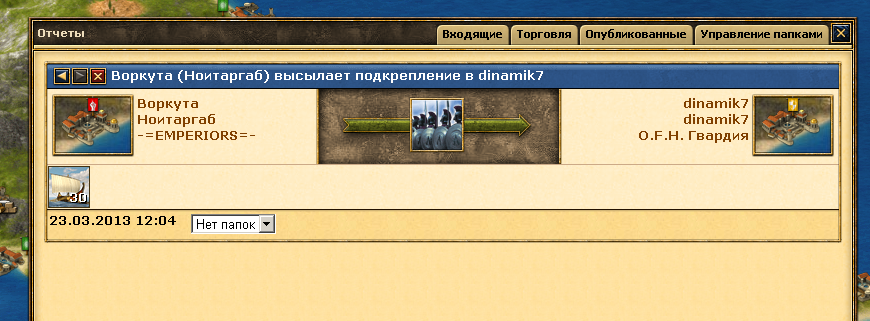 Отчеты
Входящие
Торговля
Опубликованные
Управление папками
Воркута (Ноитаргаб) высылает подкрепление в dinamik7
Воркута
Ноитаргаб
-=EMPERIORS=-
dinamik7
dinamik7
O.F.H. Гвардия
30
23.03.2013 12:04
Нет папок